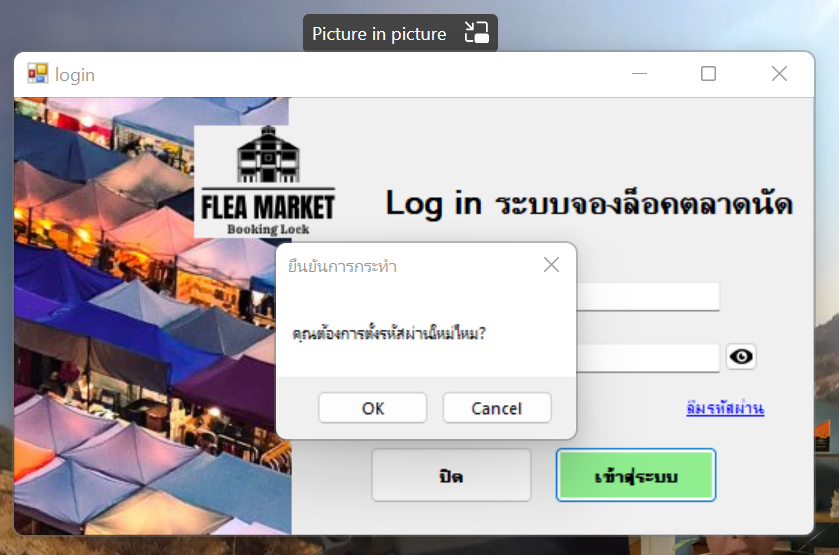 Picture in picture
login
FLEA MARKET
Booking Lock
Log in ระบบจองล็อคตลาดนัด
ยืนยันการกระทำ
คุณต้องการตั้งรหัสผ่านใหม่ไหม?
OK
Cancel
ลืมรหัสผ่าน
ปิด
เข้าสู่ระบบ